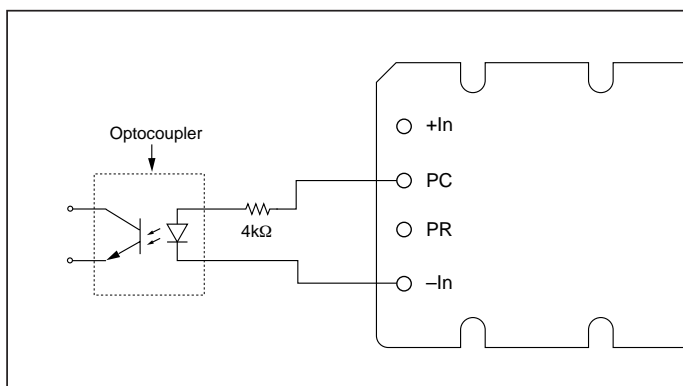 Optocoupler
4kΩ
+In
PC
PR
–In